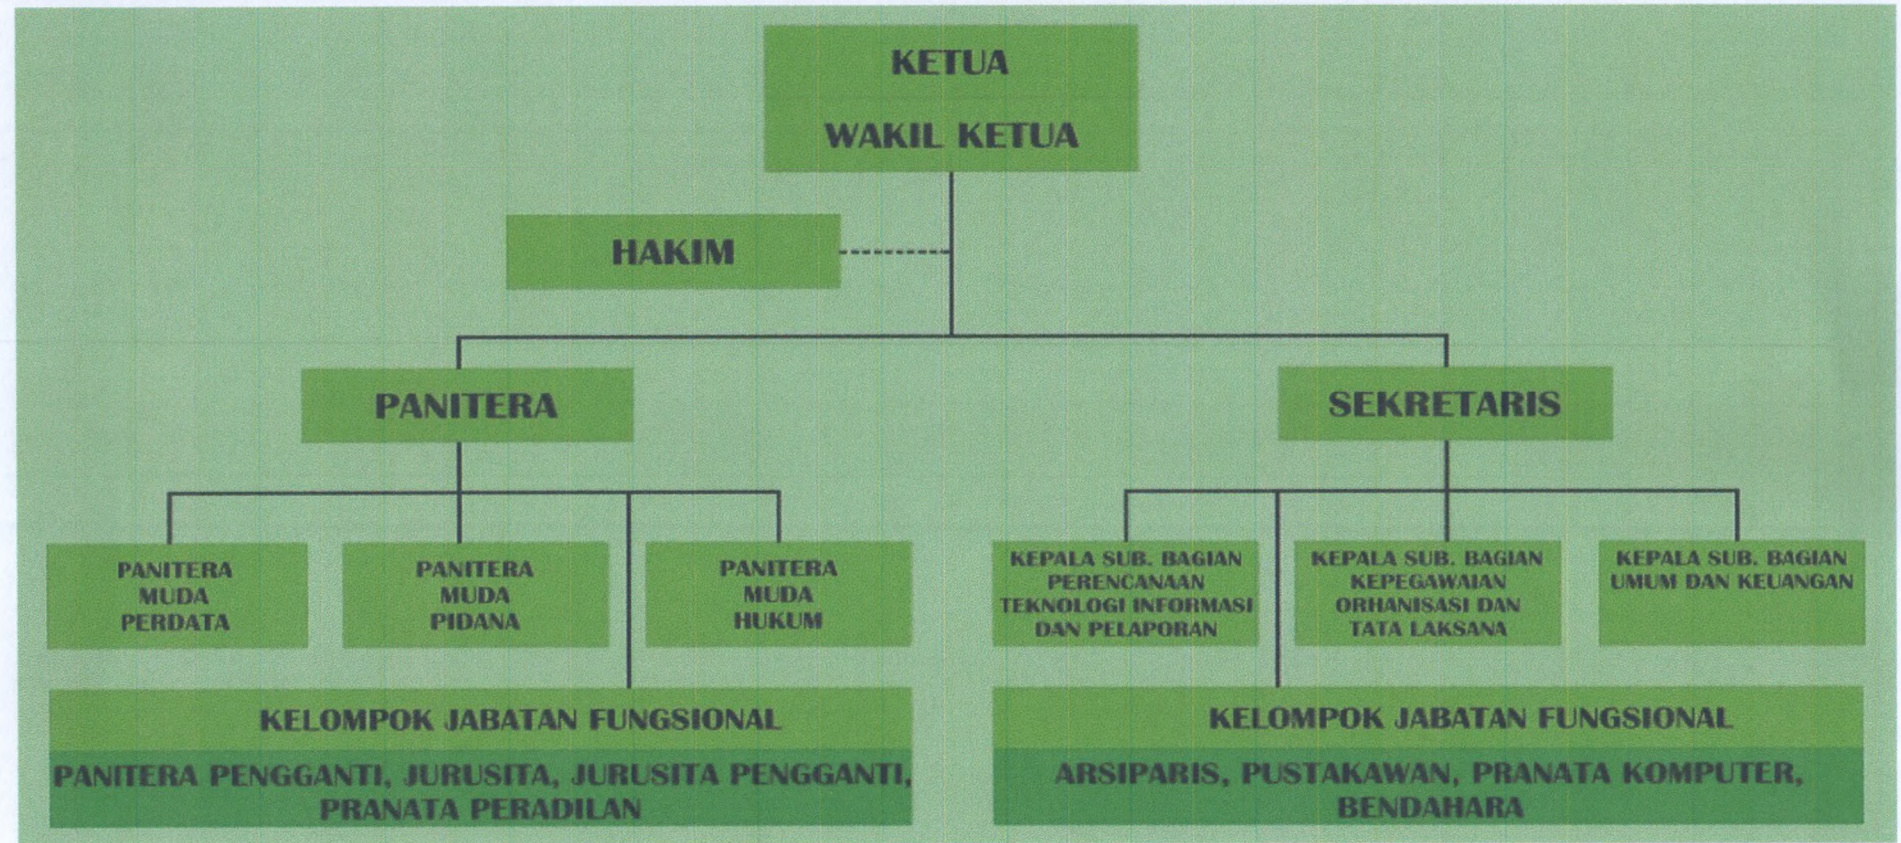 KETUA
WAKIL KETUA
HAKIM
PANITERA
SEKRETARIS
PANITERA
MUDA
PERDATA
PANITERA
MUDA
PIDANA
PANITERA
MUDA
HUKUM
KEPALA SUB. BAGIAN
PERENCANAAN
TEKNOLOGI INFORMASI
DAN PELAPORAN
KEPALA SUB. BAGIAN
KEPEGAWAIAN
ORHANISASI DAN
TATA LAKSANA
KEPALA SUB. BAGIAN
UMUM DAN KEUANGAN
KELOMPOK JABATAN FUNGSIONAL
PANITERA PENGGANTI, JURUSITA, JURUSITA PENGGANTI,
PRANATA PERADILAN
KELOMPOK JABATAN FUNGSIONAL
ARSIPARIS, PUSTAKAWAN, PRANATA KOMPUTER,
BENDAHARA